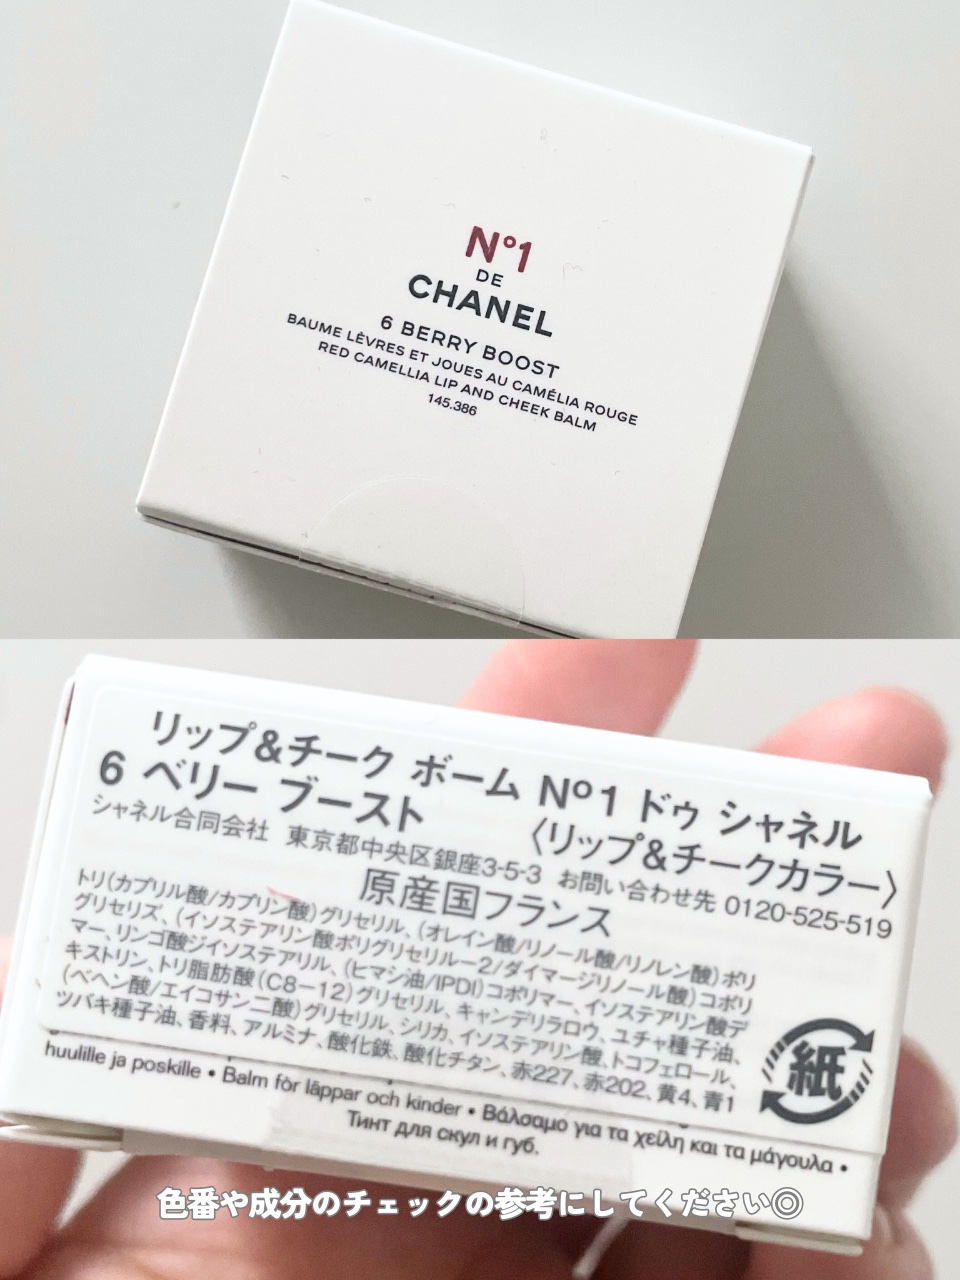 N°1
DE
CHANEL
6 BERRY BOOST
BAUME LÈVRES ET JOUES AU CAMÉLIA ROUGE
RED CAMELLIA LIP AND CHEEK BALM
145.386
リップ&チーク ボーム N°1 ドゥ シャネル
6 ベリー ブースト 〈リップ&チークカラー〉
シャネル合同会社 東京都中央区銀座3-5-3 お問い合わせ先 0120-525-519
原産国フランス
トリ(カプリル酸/カプリン酸)グリセリル、(オレイン酸/リノール酸/リノレン酸)ポリ
グリセリズ、(イソステアリン酸ポリグリセリル−2/ダイマージリノール酸)コポリ
マー、リンゴ酸ジイソステアリル、(ヒマシ油/IPDI)コポリマー、イソステアリン酸デ
キストリン、トリ脂肪酸(C8−12)グリセリル、キャンデリラロウ、ユチャ種子油、
(ベヘン酸/エイコサン二酸)グリセリル、シリカ、イソステアリン酸、トコフェロール、
ツバキ種子油、香料、アルミナ、酸化鉄、酸化チタン、赤227、赤202、黄4、青1
紙
huulille ja poskille • Balm för läppar och kinder • Βάλσαμο για τα χείλη και τα μάγουλα •
Тинт для скул и губ.
色番や成分のチェックの参考にしてください◎